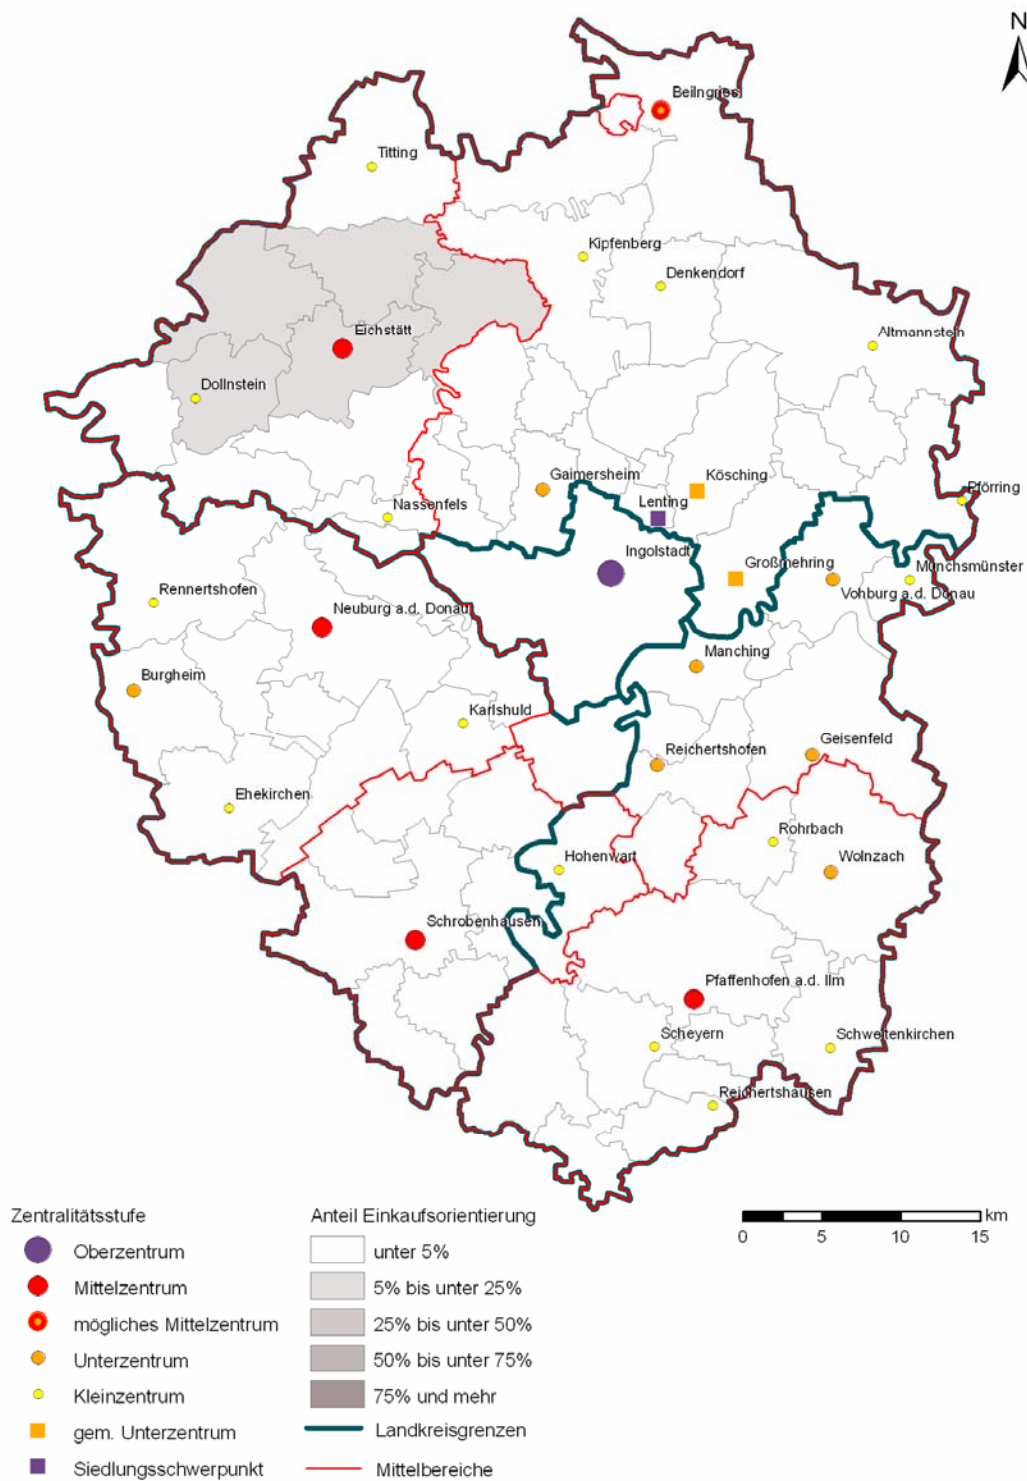 N
Beilngries
Titting
Kipfenberg
Denkendorf
Eichstätt
Altmannstein
Dollnstein
Gaimersheim
Kösching
Lenting
Pförring
Nassenfels
Ingolstadt
Großmehring
Münchsmünster
Vohburg a.d. Donau
Rennertshofen
Neuburg a.d. Donau
Manching
Burgheim
Karlshuld
Reichertshofen
Geisenfeld
Ehekirchen
Rohrbach
Hohenwart
Wolnzach
Schrobenhausen
Pfaffenhofen a.d. Ilm
Scheyern
Schweitenkirchen
Reichertshausen
km
0 5 10 15
Zentralitätsstufe
Oberzentrum
Mittelzentrum
mögliches Mittelzentrum
Unterzentrum
Kleinzentrum
gem. Unterzentrum
Siedlungsschwerpunkt
Anteil Einkaufsorientierung
unter 5%
5% bis unter 25%
25% bis unter 50%
50% bis unter 75%
75% und mehr
Landkreisgrenzen
Mittelbereiche